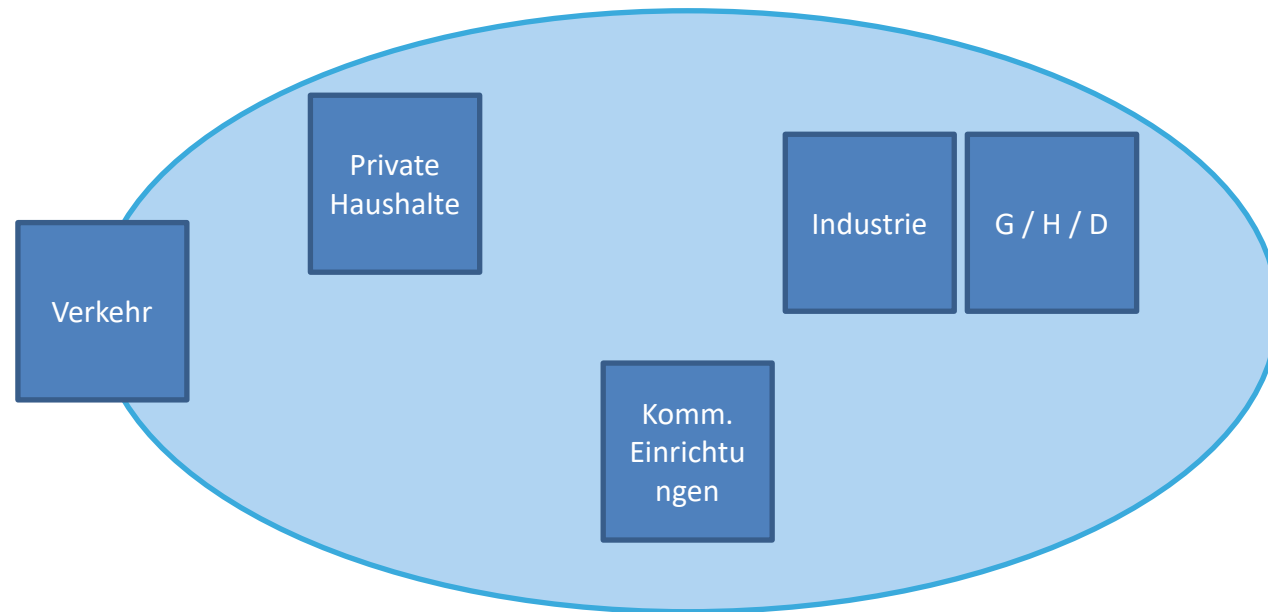 Private
Haushalte
Industrie
G / H / D
Verkehr
Komm.
Einrichtu
ngen